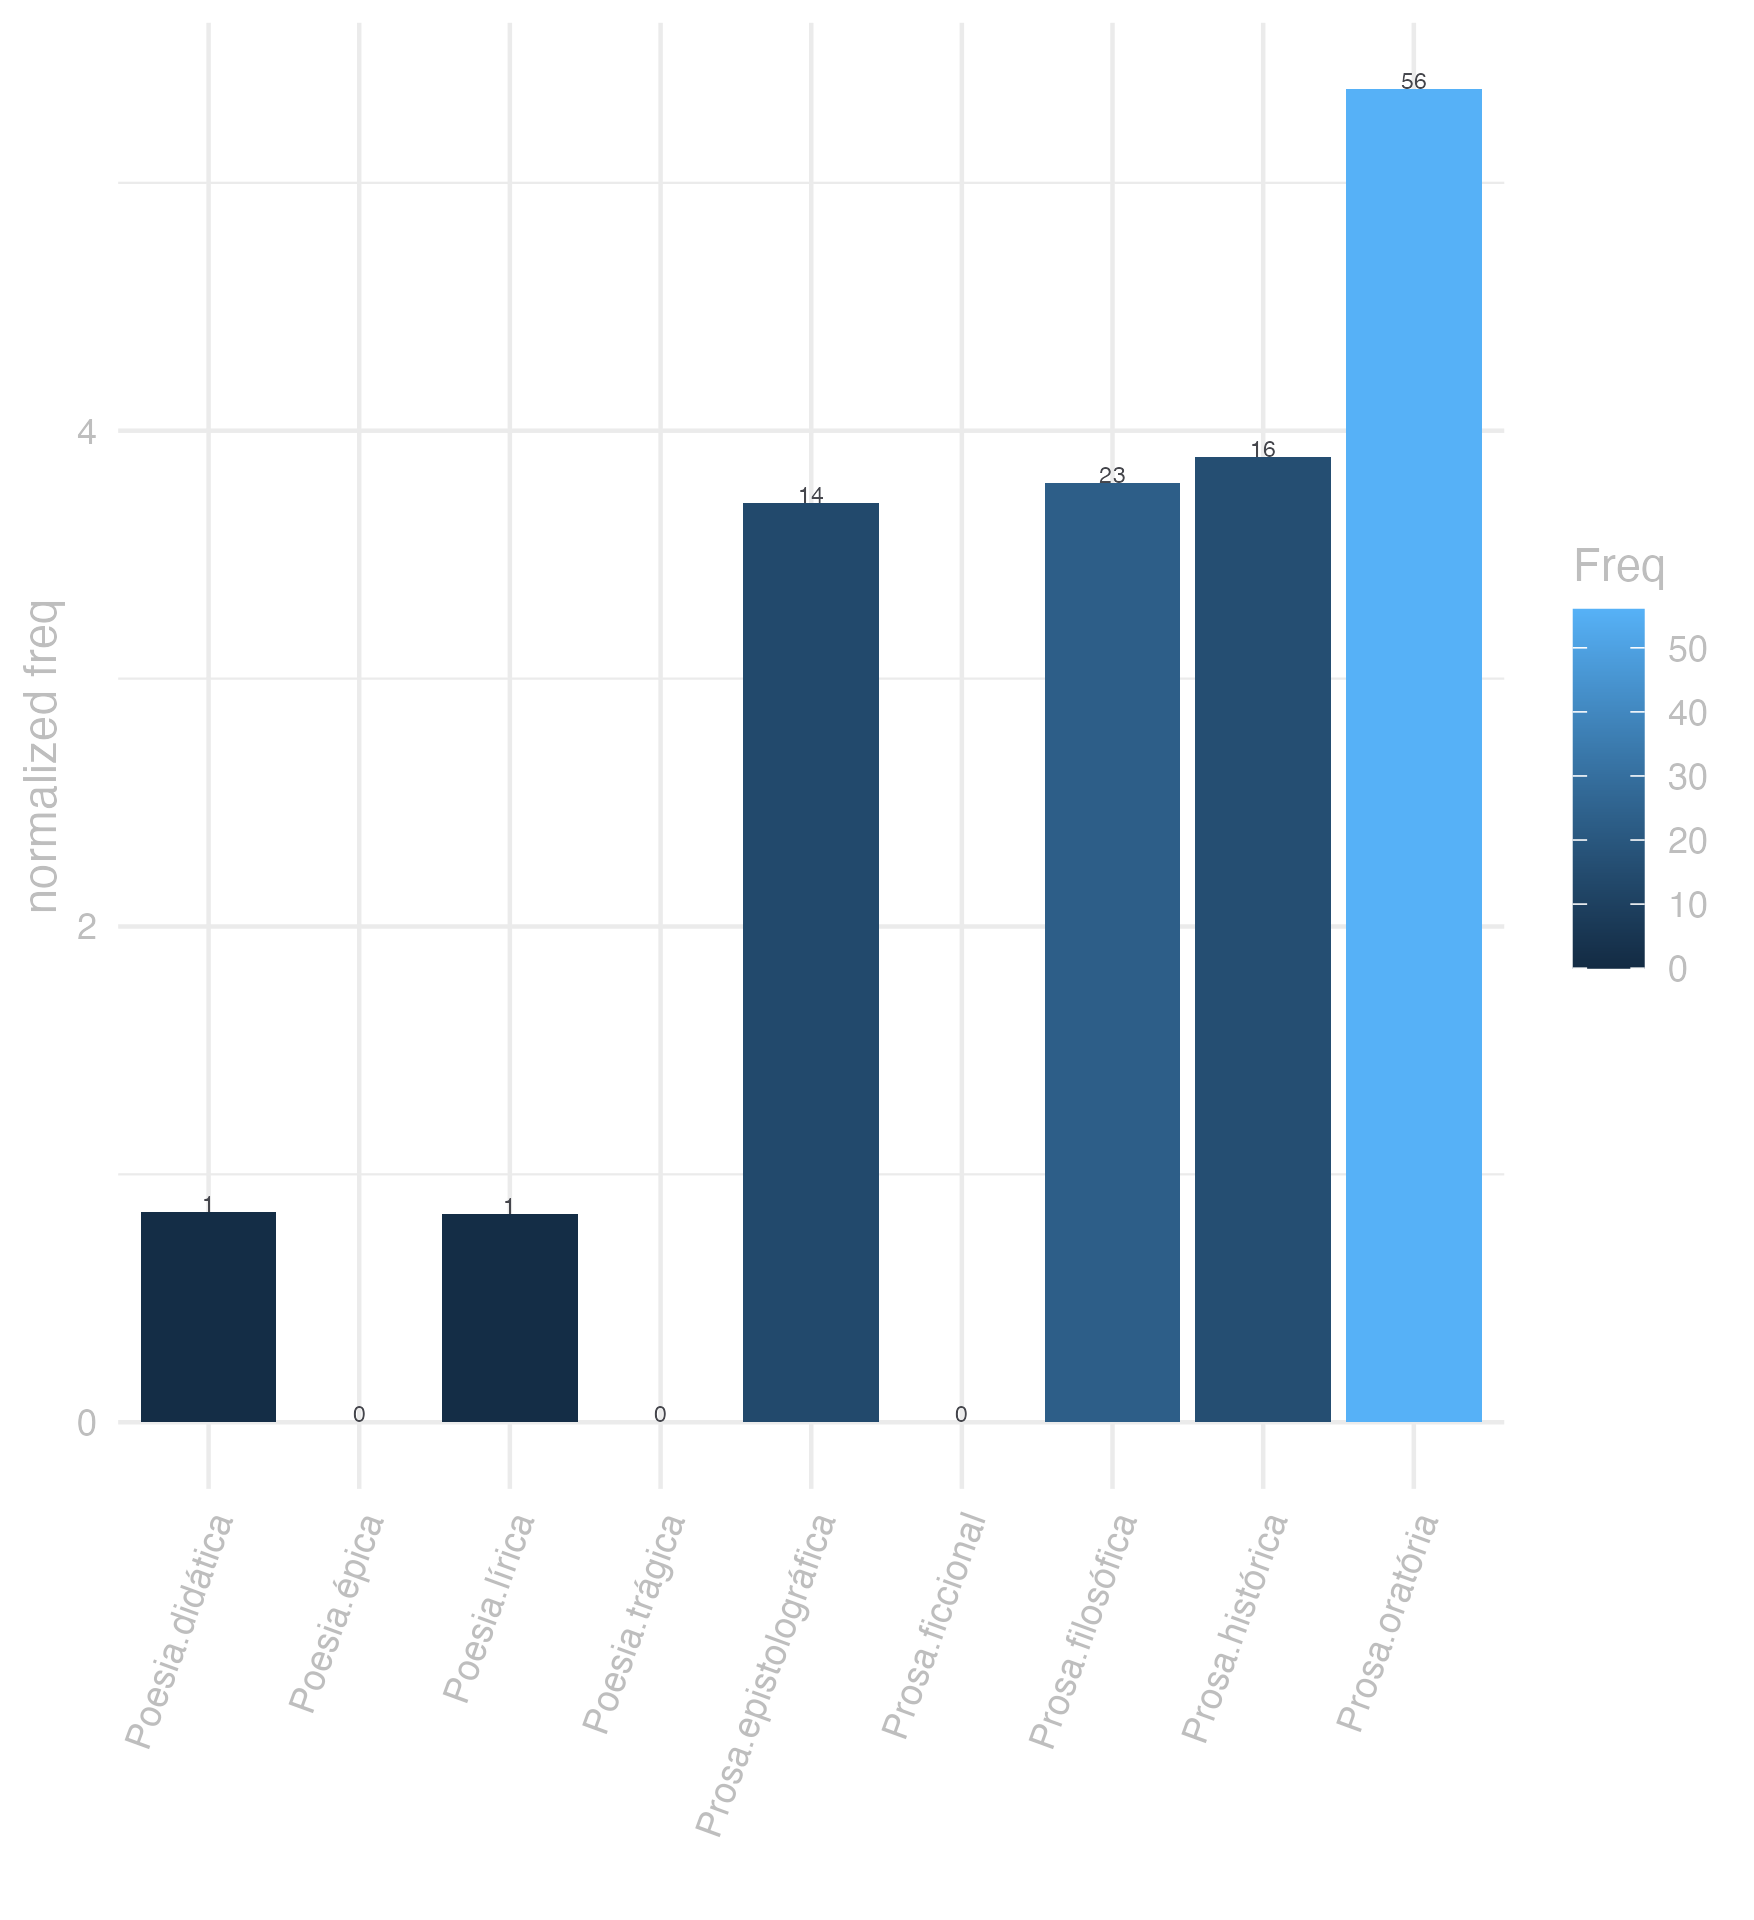 56
4
16
23
14
1
1
0
0
0
2
0
normalized freq
Freq
50
40
30
20
10
0
Poesia.didática
Poesia.épica
Poesia.lírica
Poesia.trágica
Prosa.epistolográfica
Prosa.ficcional
Prosa.filosófica
Prosa.histórica
Prosa.oratória